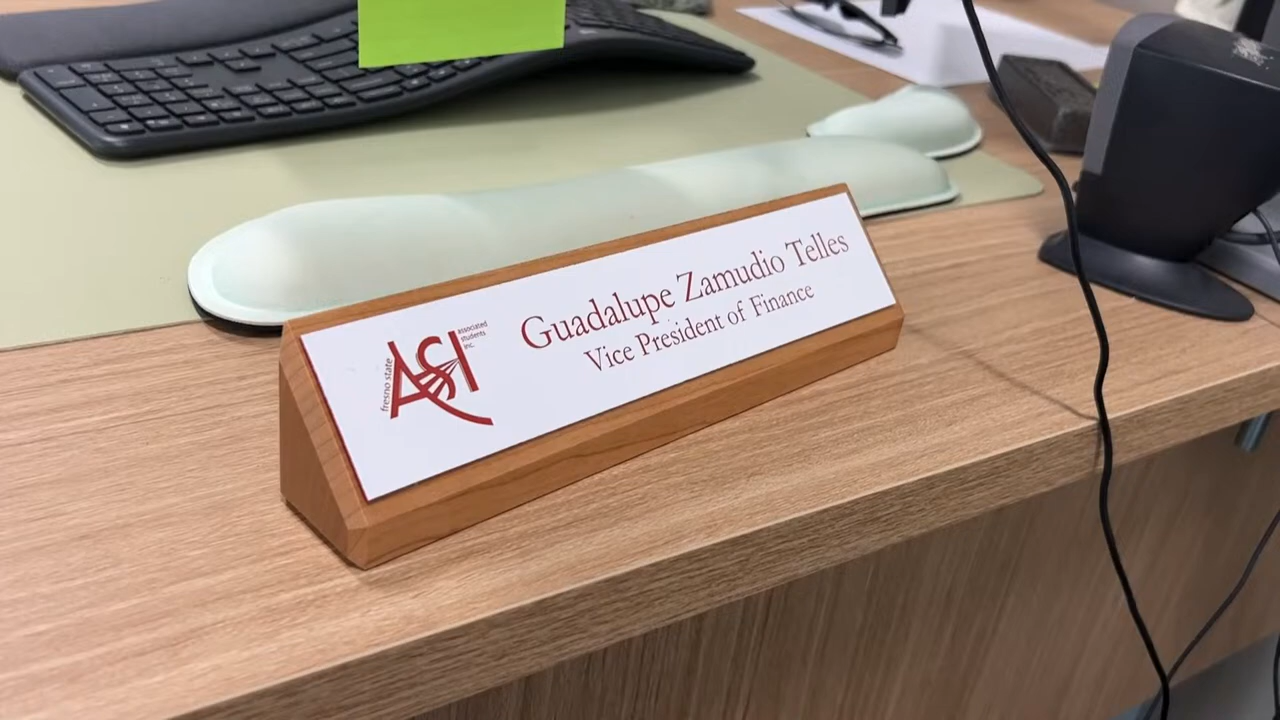 fresno state
ASI
associated
students
inc.
Guadalupe Zamudio Telles
Vice President of Finance